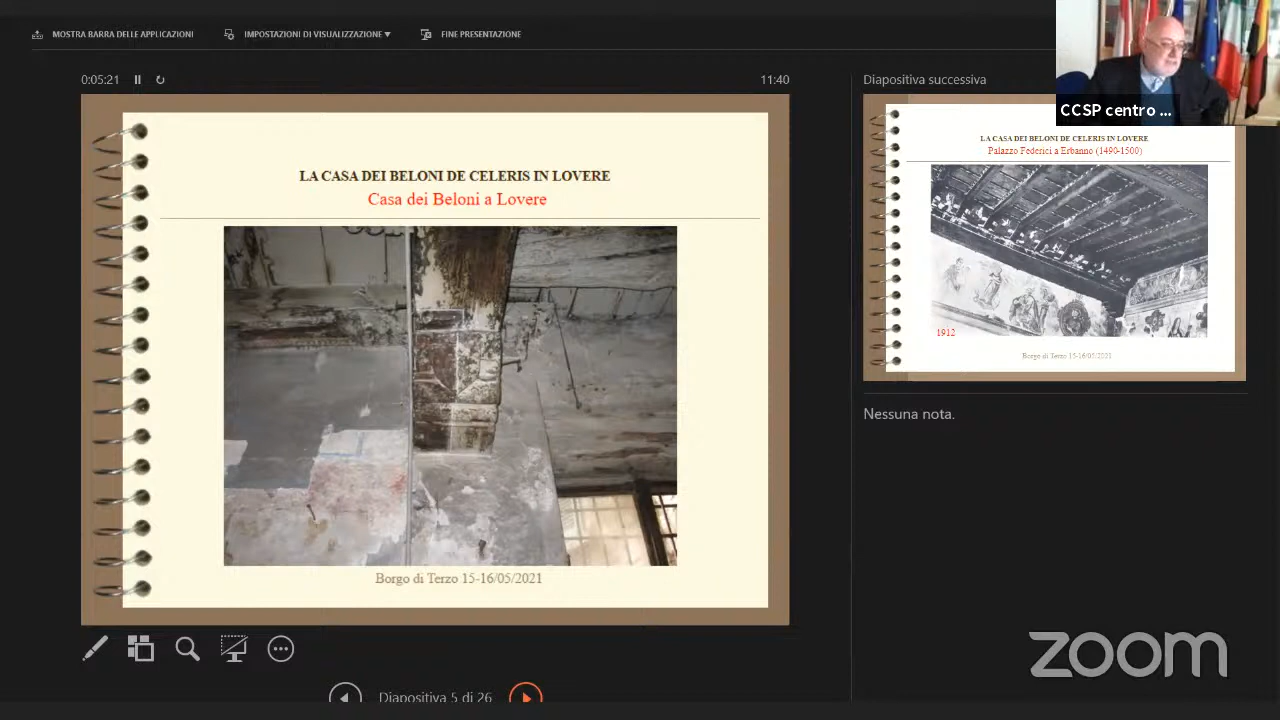 MOSTRA BARRA DELLE APPLICAZIONI
IMPOSTAZIONI DI VISUALIZZAZIONE
FINE PRESENTAZIONE
0:05:21
11:40
LA CASA DEI BELONI DE CELERIS IN LOVERE
Casa dei Beloni a Lovere
Borgo di Terzo 15-16/05/2021
Diapositiva 5 di 26
Diapositiva successiva
CCSP centro ...
LA CASA DEI BELONI DE CELERIS IN LOVERE
Palazzo Federici a Erbanno (1490-1500)
1912
Borgo di Terzo 15-16/05/2021
Nessuna nota.
zoom